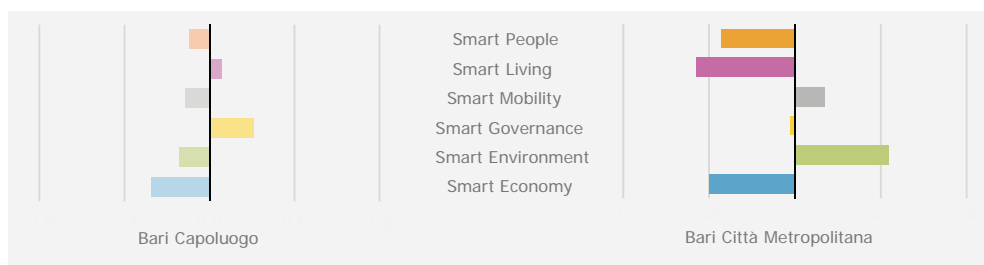 Smart People
Smart Living
Smart Mobility
Smart Governance
Smart Environment
Smart Economy
Bari Capoluogo
Bari Città Metropolitana